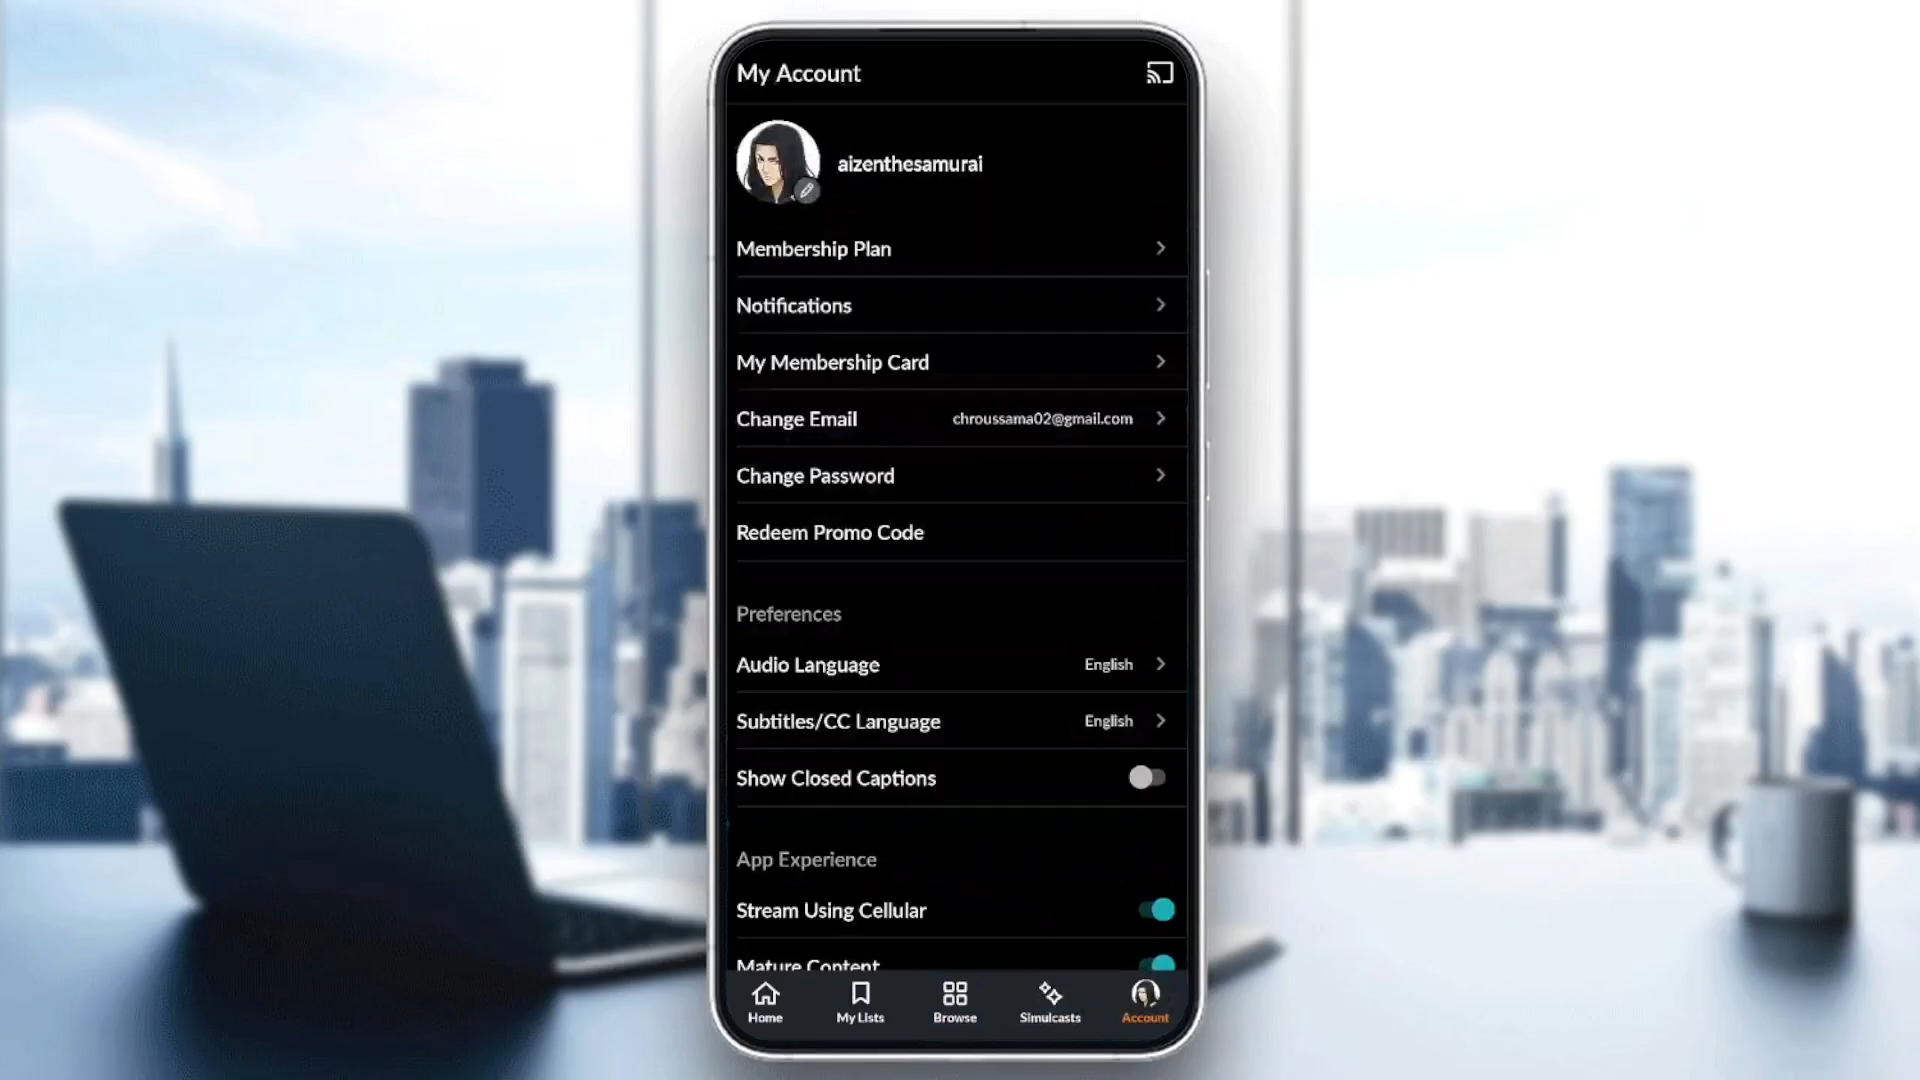 My Account
aizenthesamurai
Membership Plan
Notifications
My Membership Card
Change Email chroussama02@gmail.com
Change Password
Redeem Promo Code
Preferences
Audio Language English
Subtitles/CC Language English
Show Closed Captions
App Experience
Stream Using Cellular
Mature Content
Home My Lists Browse Simulcasts Account